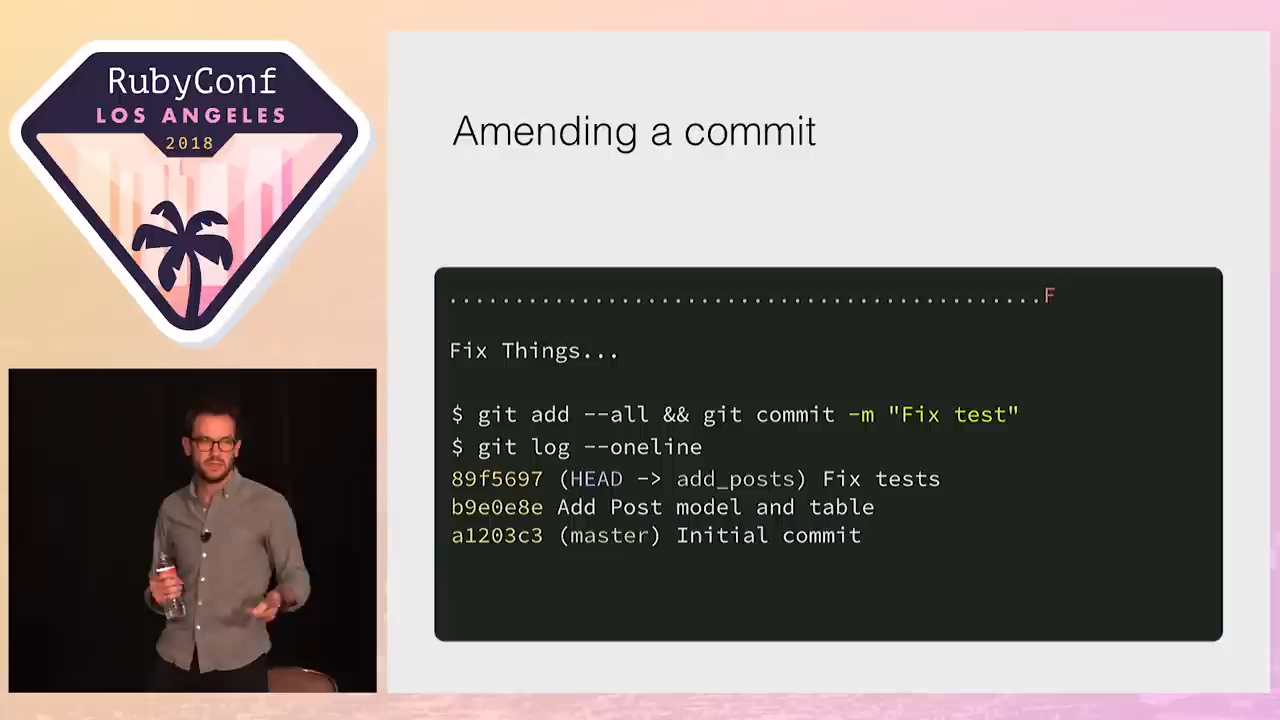 RubyConf
LOS ANGELES
2018
Amending a commit
.............................................F
Fix Things...
$ git add --all && git commit -m "Fix test"
$ git log --oneline
89f5697 (HEAD -> add_posts) Fix tests
b9e0e8e Add Post model and table
a1203c3 (master) Initial commit